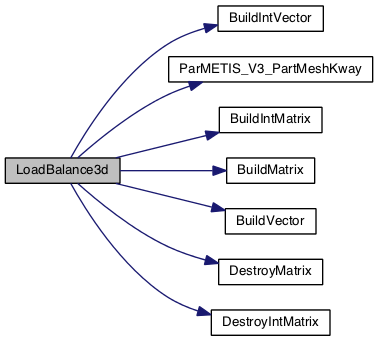 BuildIntVector
ParMETIS_V3_PartMeshKway
BuildIntMatrix
LoadBalance3d
BuildMatrix
BuildVector
DestroyMatrix
DestroyIntMatrix